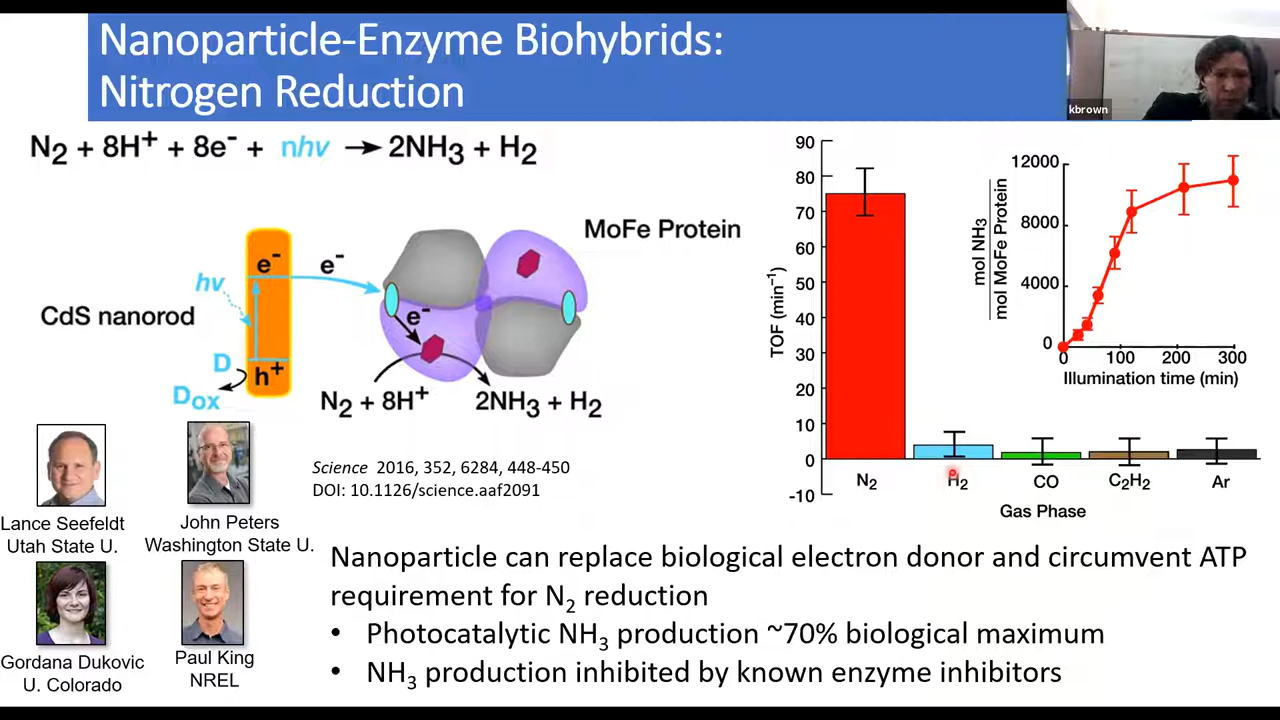 Nanoparticle-Enzyme Biohybrids:
Nitrogen Reduction
kbrown
N₂ + 8H⁺ + 8e⁻ + nhν → 2NH₃ + H₂
CdS nanorod
hν
e⁻
e⁻
e⁻
D
h⁺
Dox
MoFe Protein
N₂ + 8H⁺
2NH₃ + H₂
Science 2016, 352, 6284, 448-450
DOI: 10.1126/science.aaf2091
Lance Seefeldt
Utah State U.
John Peters
Washington State U.
Gordana Dukovic
U. Colorado
Paul King
NREL
TOF (min⁻¹)
90
80
70
60
50
40
30
20
10
0
-10
N₂
H₂
CO
C₂H₂
Ar
Gas Phase
mol NH₃
mol MoFe Protein
12000
8000
4000
0
0
100
200
300
Illumination time (min)
Nanoparticle can replace biological electron donor and circumvent ATP
requirement for N₂ reduction
• Photocatalytic NH₃ production ~70% biological maximum
• NH₃ production inhibited by known enzyme inhibitors